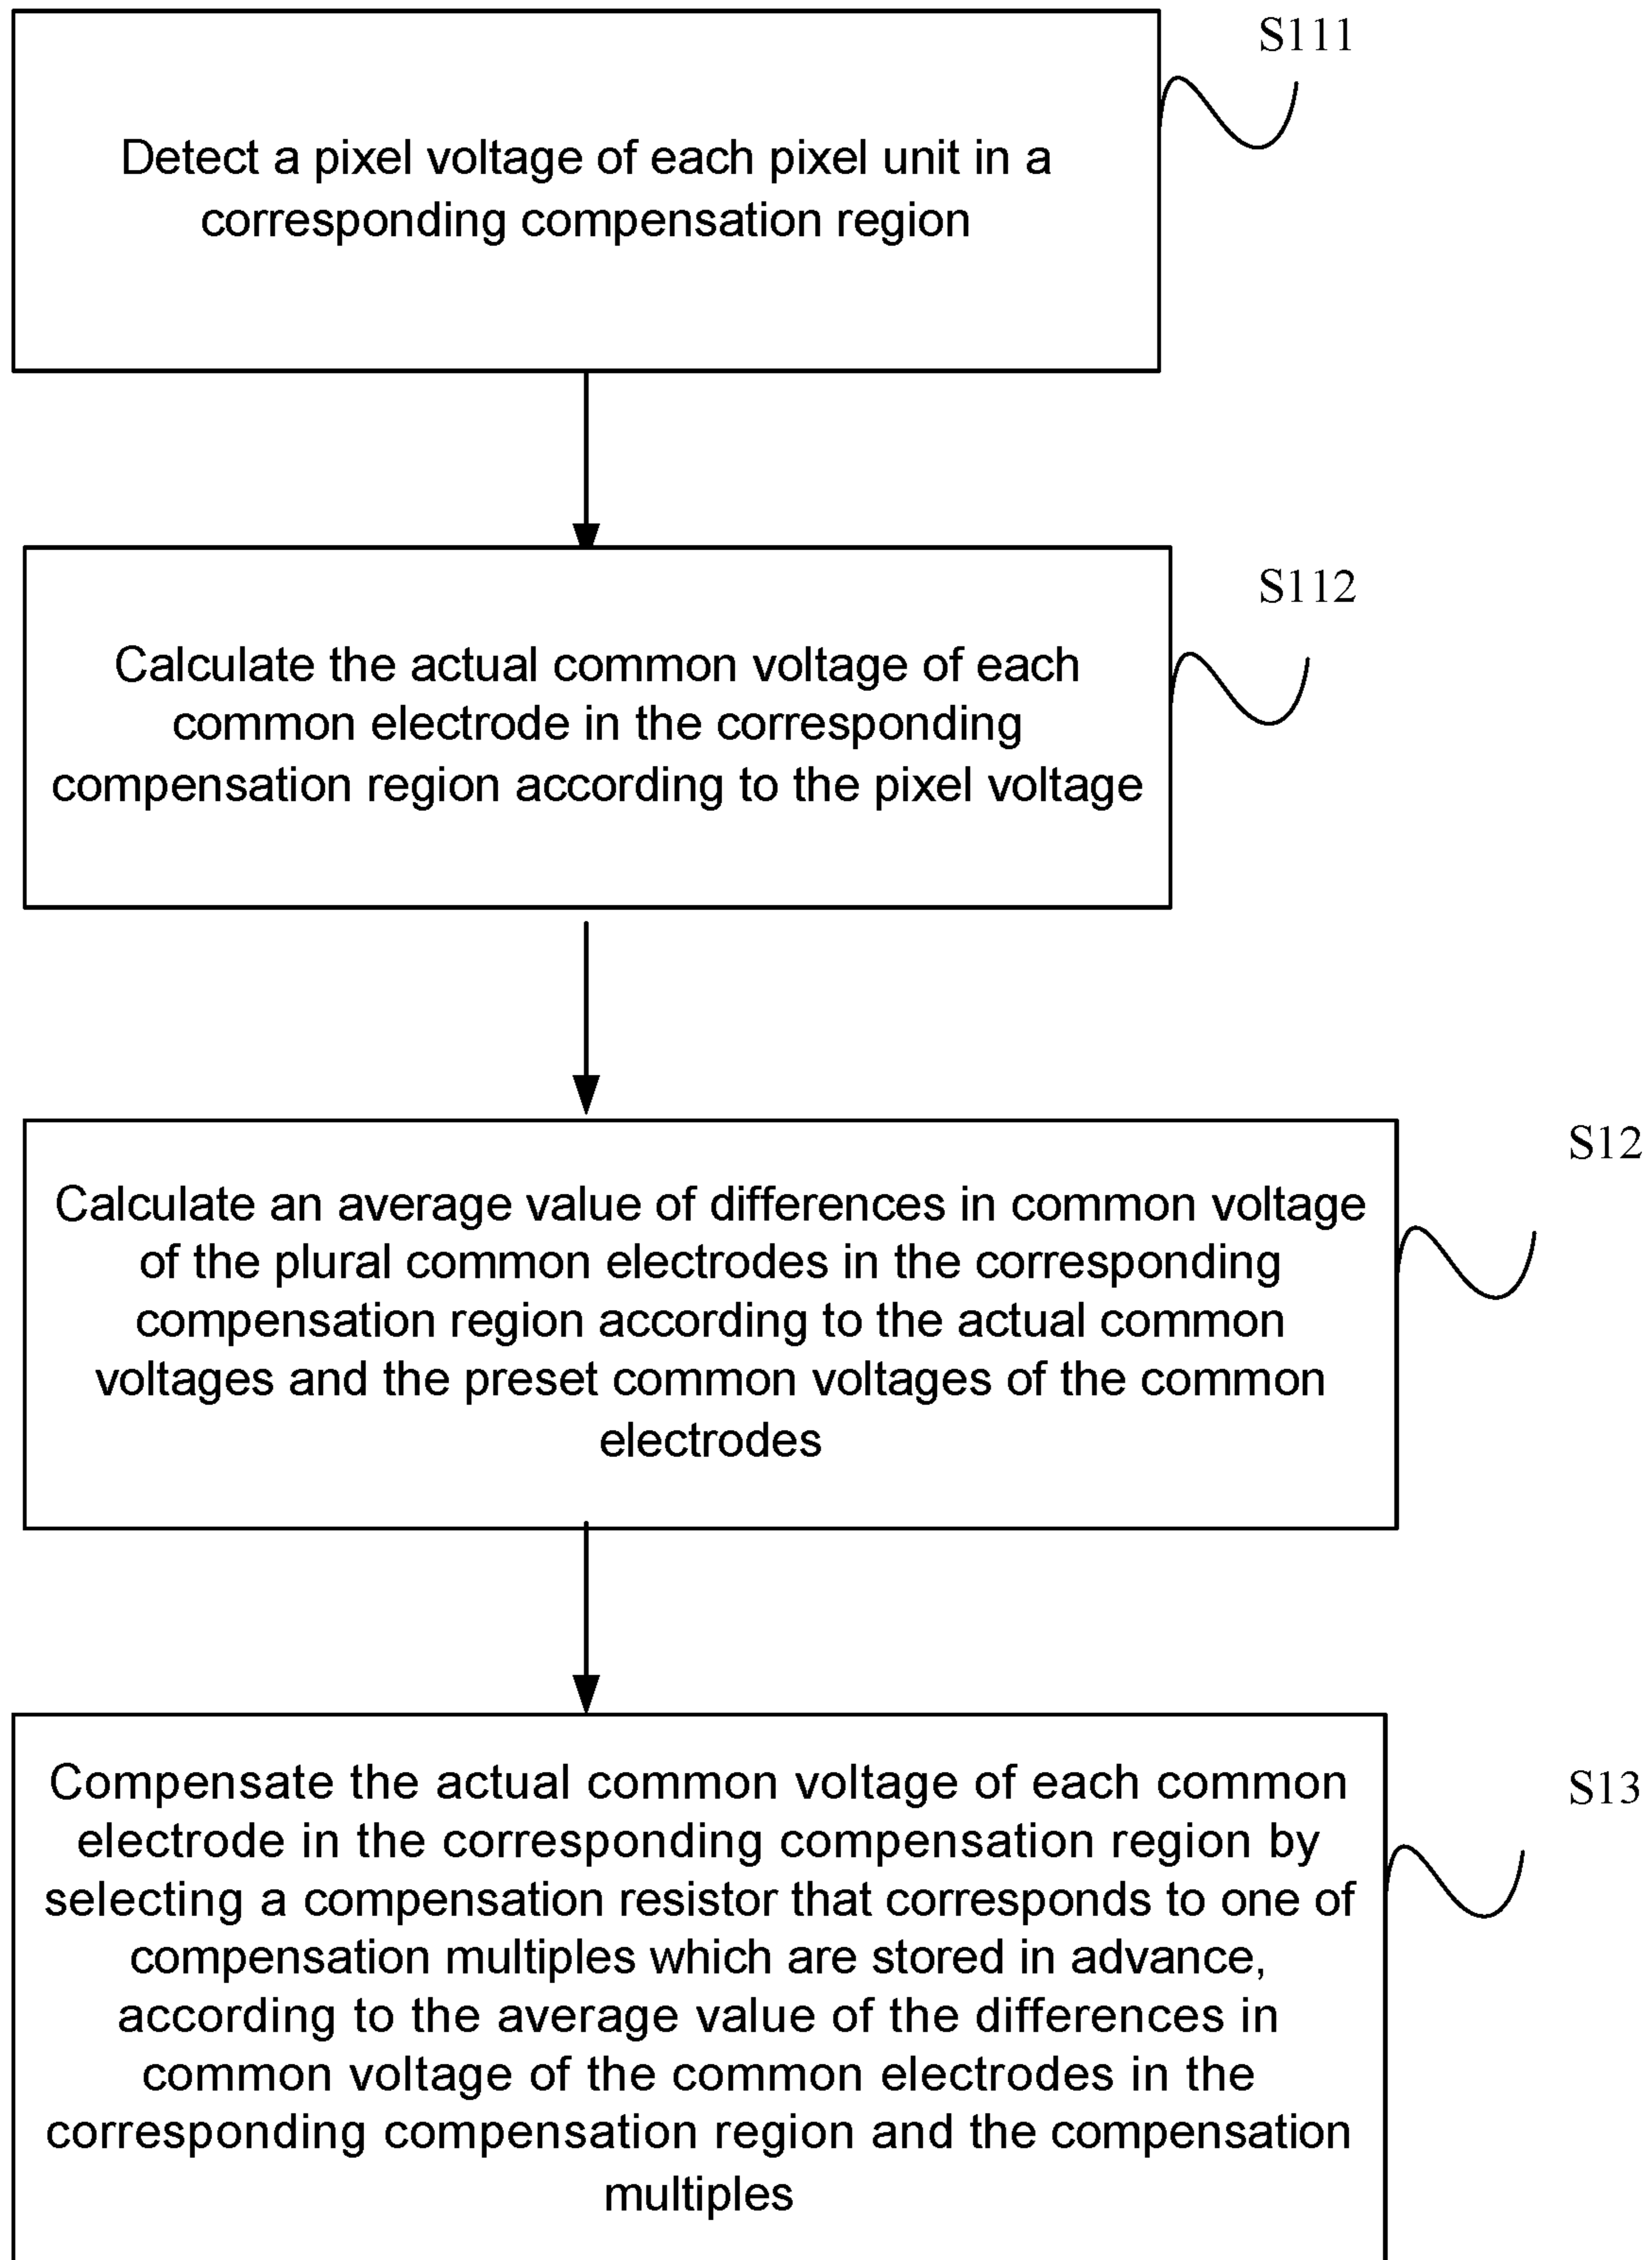 S111
Detect a pixel voltage of each pixel unit in a
corresponding compensation region
S112
Calculate the actual common voltage of each
common electrode in the corresponding
compensation region according to the pixel voltage
S12
Calculate an average value of differences in common voltage
of the plural common electrodes in the corresponding
compensation region according to the actual common
voltages and the preset common voltages of the common
electrodes
S13
Compensate the actual common voltage of each common
electrode in the corresponding compensation region by
selecting a compensation resistor that corresponds to one of
compensation multiples which are stored in advance,
according to the average value of the differences in
common voltage of the common electrodes in the
corresponding compensation region and the compensation
multiples